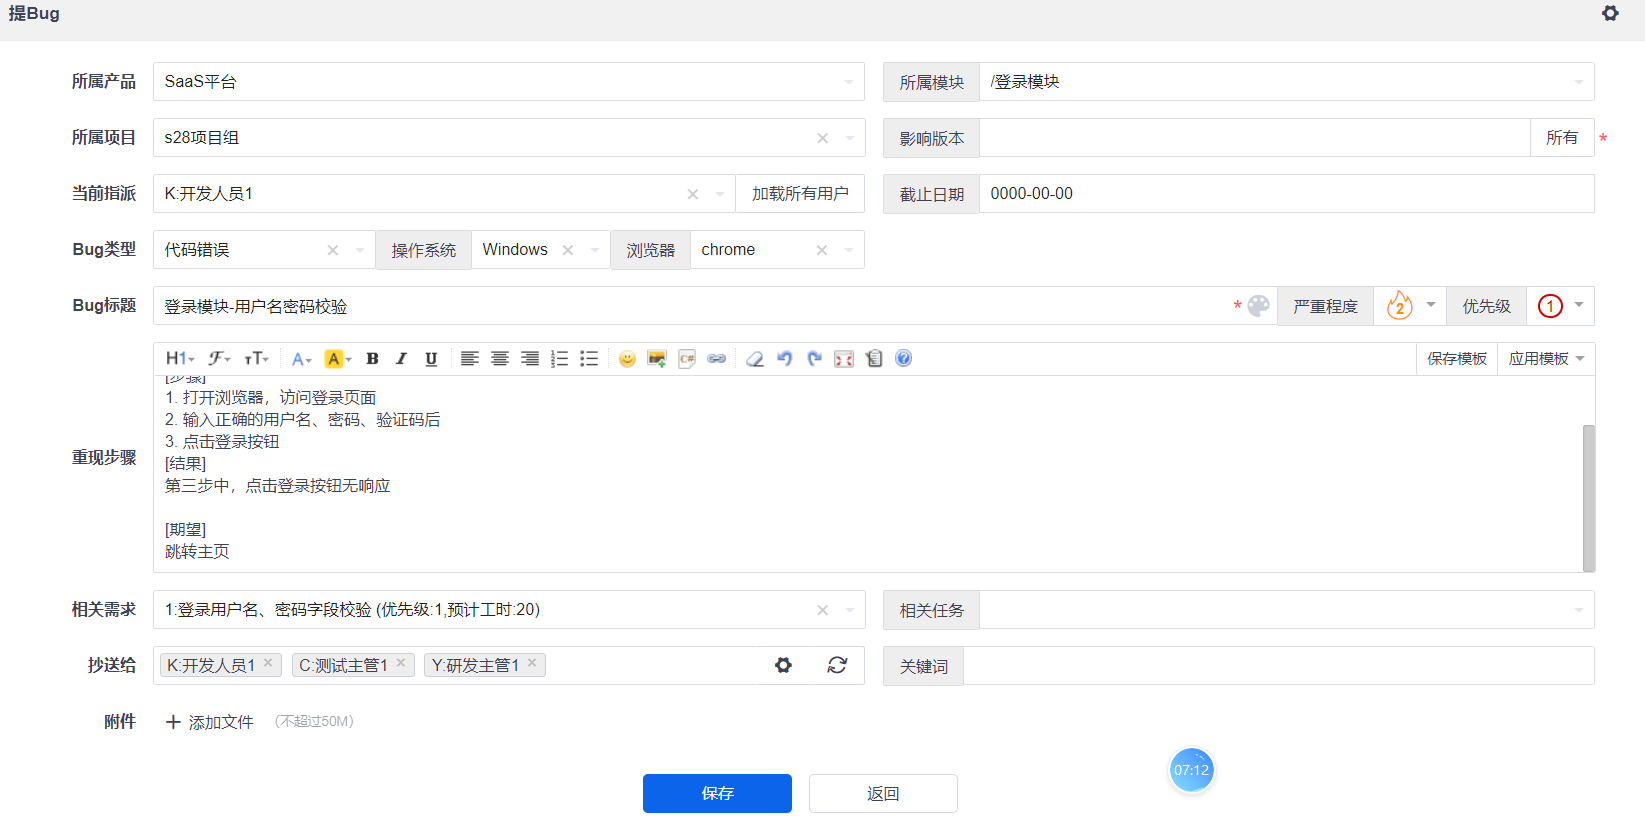 提Bug
所属产品 SaaS平台 所属模块 /登录模块
所属项目 s28项目组 影响版本 所有 *
当前指派 K:开发人员1 加载所有用户 截止日期 0000-00-00
Bug类型 代码错误 操作系统 Windows 浏览器 chrome
Bug标题 登录模块-用户名密码校验 * 严重程度 2 优先级 1
H1 F TT A A B I U C# 保存模板 应用模板
[步骤]
1. 打开浏览器，访问登录页面
2. 输入正确的用户名、密码、验证码后
3. 点击登录按钮
[结果]
重现步骤
第三步中，点击登录按钮无响应
[期望]
跳转主页
相关需求 1:登录用户名、密码字段校验 (优先级:1,预计工时:20) 相关任务
抄送给 K:开发人员1 C:测试主管1 Y:研发主管1 关键词
附件 添加文件 (不超过50M)
07:12
保存 返回